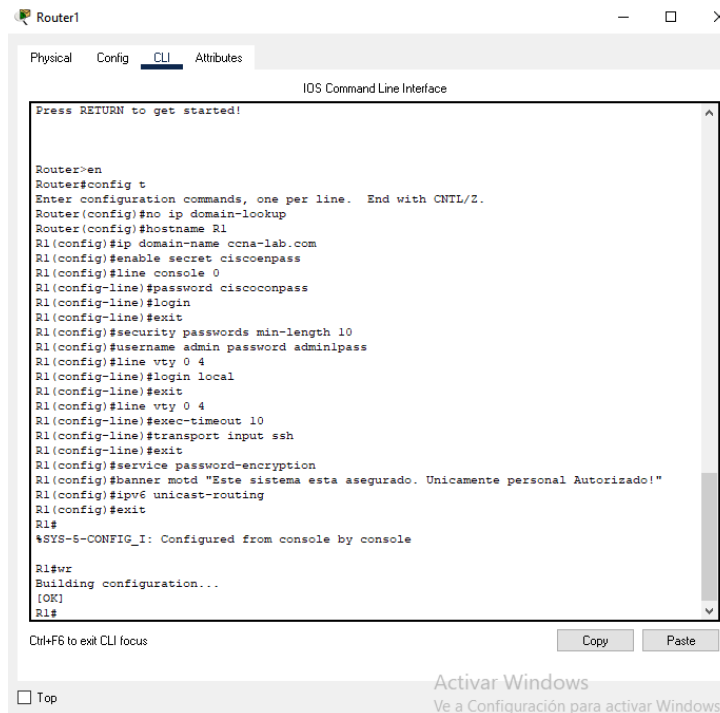 Router1
Physical Config CLI Attributes
IOS Command Line Interface
Press RETURN to get started!
Router>en
Router#config t
Enter configuration commands, one per line.  End with CNTL/Z.
Router(config)#no ip domain-lookup
Router(config)#hostname R1
R1(config)#ip domain-name ccna-lab.com
R1(config)#enable secret ciscoenpass
R1(config)#line console 0
R1(config-line)#password ciscoconpass
R1(config-line)#login
R1(config-line)#exit
R1(config)#security passwords min-length 10
R1(config)#username admin password admin1pass
R1(config)#line vty 0 4
R1(config-line)#login local
R1(config-line)#exit
R1(config)#line vty 0 4
R1(config-line)#exec-timeout 10
R1(config-line)#transport input ssh
R1(config-line)#exit
R1(config)#service password-encryption
R1(config)#banner motd "Este sistema esta asegurado. Unicamente personal Autorizado!"
R1(config)#ipv6 unicast-routing
R1(config)#exit
R1#
%SYS-5-CONFIG_I: Configured from console by console
R1#wr
Building configuration...
[OK]
R1#
Ctrl+F6 to exit CLI focus
Copy Paste
Activar Windows
Top
Ve a Configuración para activar Windows